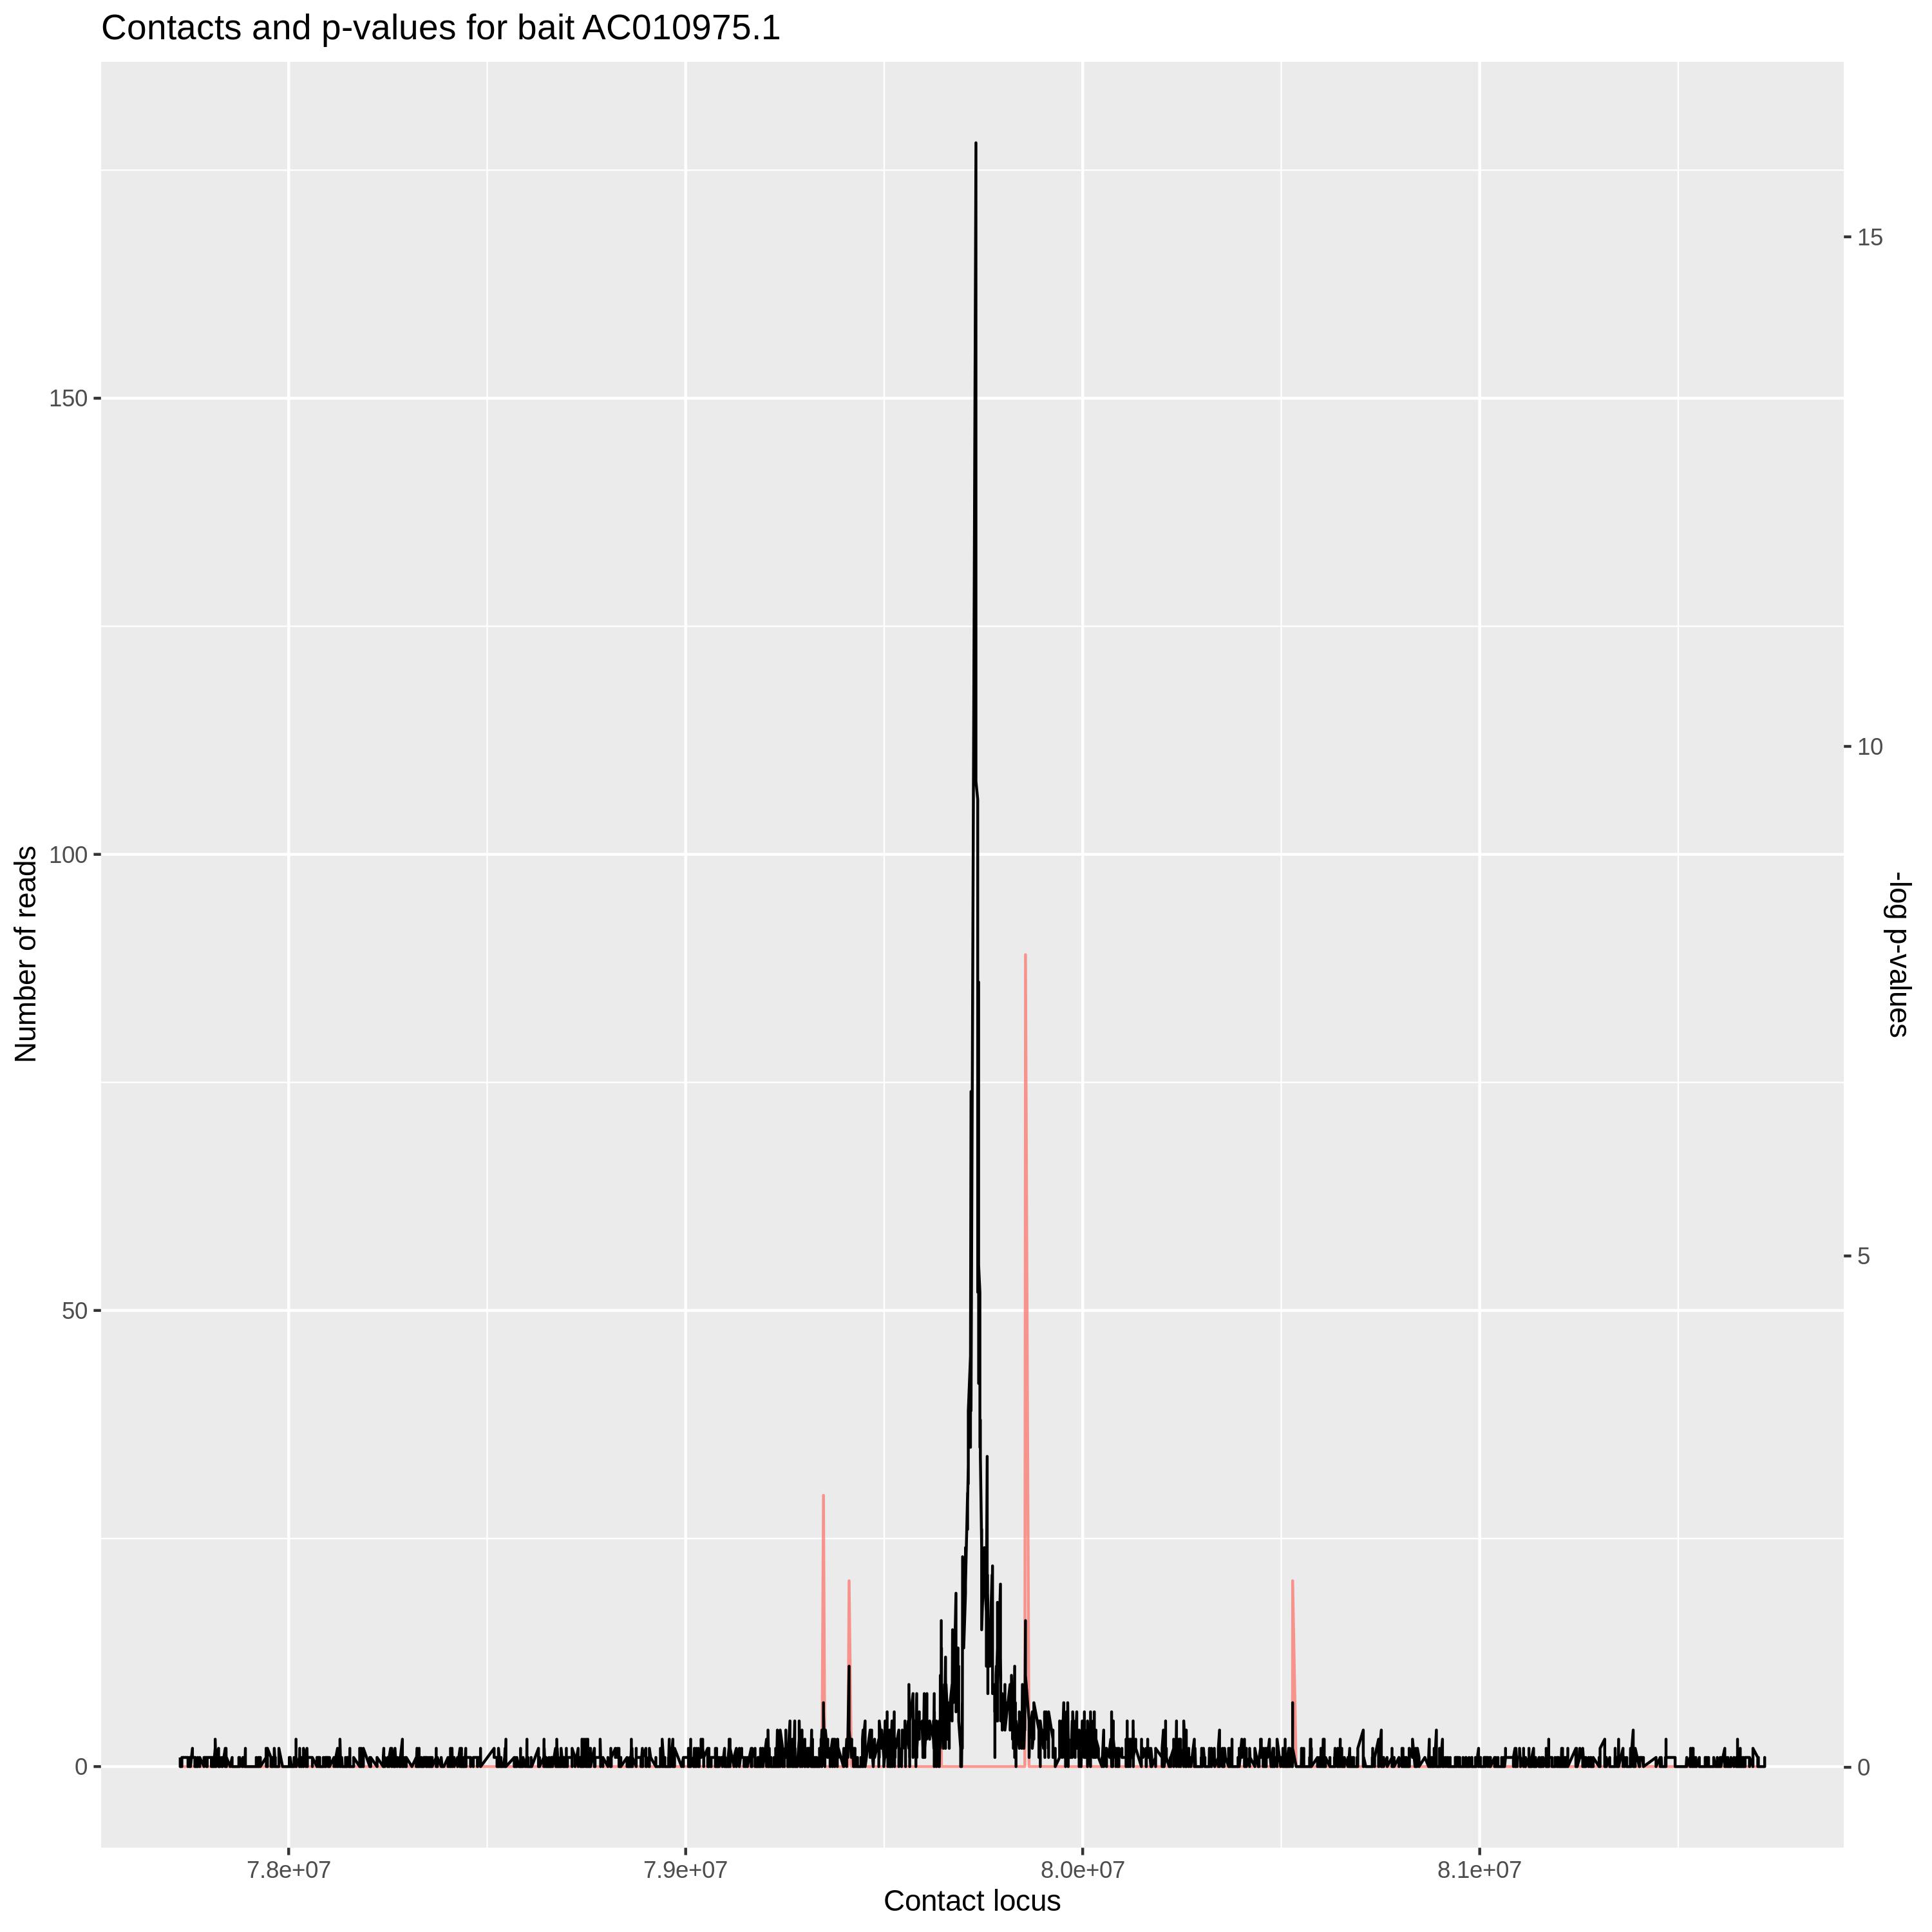 Contacts and p-values for bait AC010975.1
150
100
50
0
15
10
5
0
Number of reads
-log p-values
7.8e+07
7.9e+07
8.0e+07
8.1e+07
Contact locus